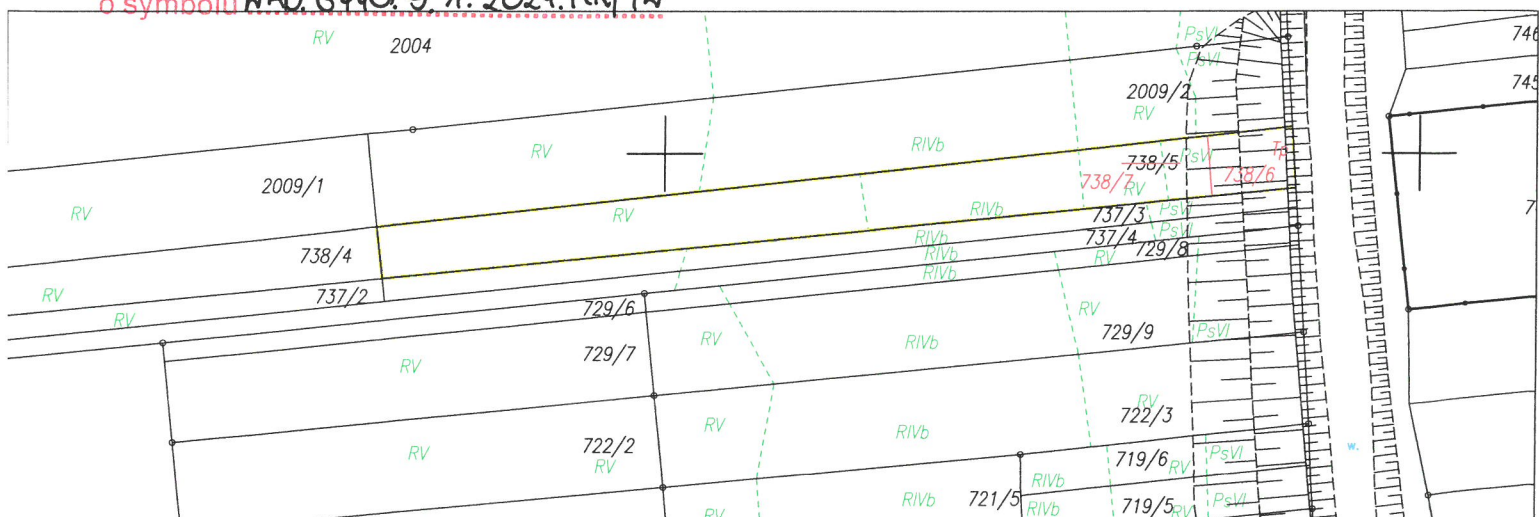 o symbolu
RV
2004
PsVI
PsVI
746
745
2009/2
RV
RIVb
RV
2009/1
RV
738/5
PsVI
Tp
738/7
RV
738/6
RV
RIVb
737/3
PsVI
738/4
RIVb
737/4
PsVI
RIVb
729/8
RV
RIVb
RV
737/2
RV
729/6
RV
729/9
PsVI
RV
RIVb
729/7
RV
RV
722/3
RV
RIVb
722/2
RV
RV
w.
719/6
RV
PsVI
RIVb
RIVb
721/5
RIVb
719/5
RV
PsVI
RV
7